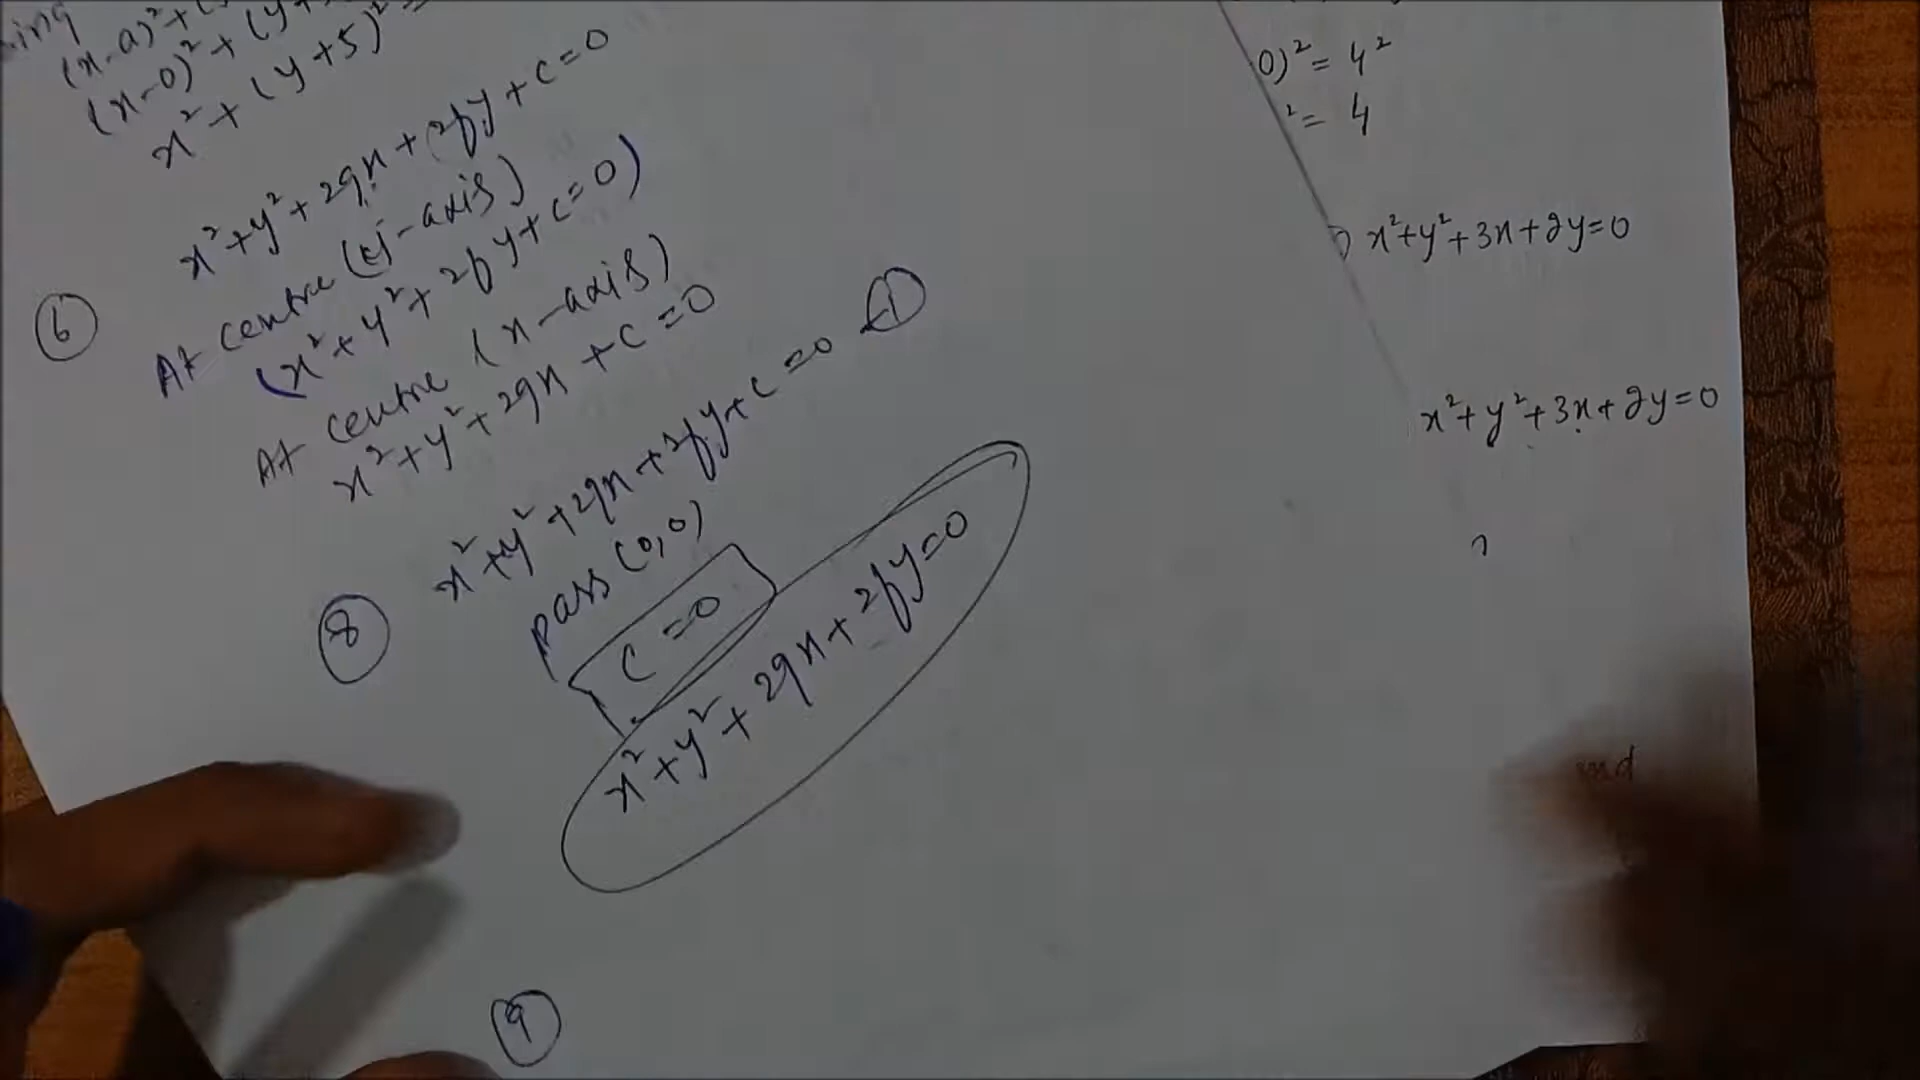 (x-a)²+(
(x-0)²+(y+
x²+(y+5)²=
⑥ x²+y²+2gx+2fy+c=0
At centre (y-axis)
(x²+y²+2fy+c=0)
At centre (x-axis)
x²+y²+2gx+c=0
⑧ x²+y²+2gx+2fy+c=0 ①
pass (0,0)
c=0
x²+y²+2gx+2fy=0
⑨
0)²=4²
²=4
) x²+y²+3x+2y=0
x²+y²+3x+2y=0